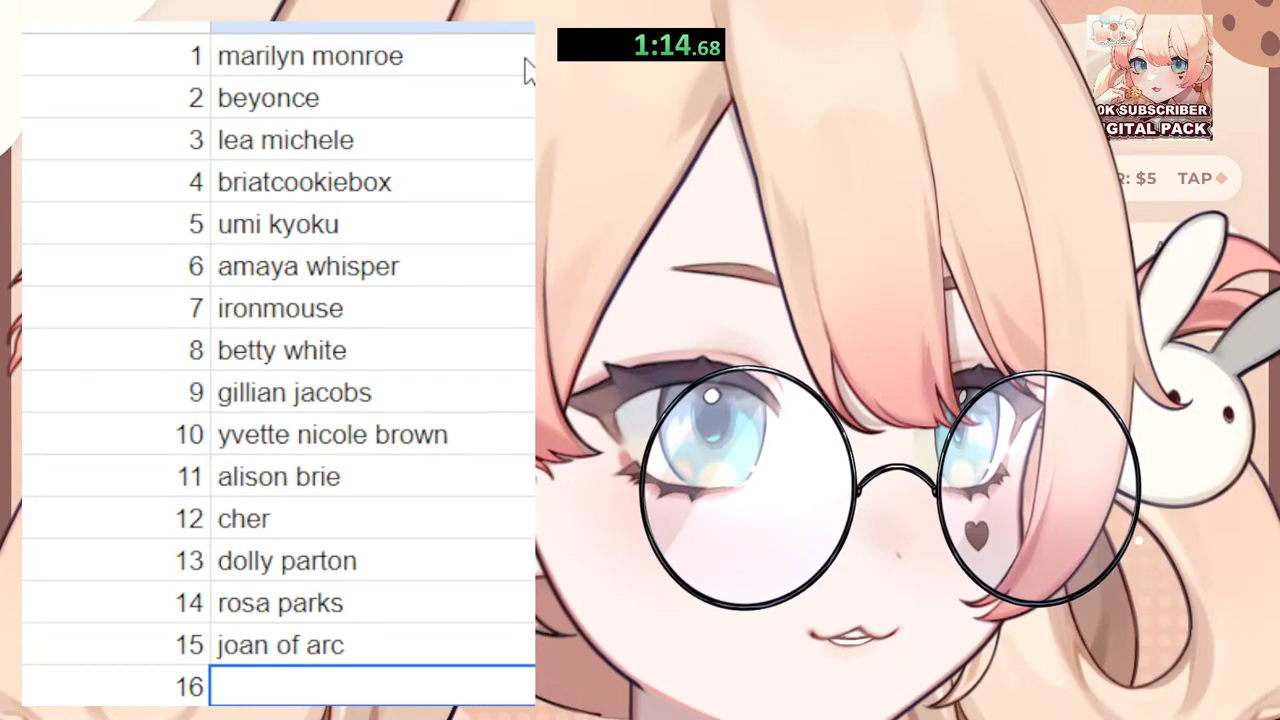 1 marilyn monroe
2 beyonce
3 lea michele
4 briatcookiebox
5 umi kyoku
6 amaya whisper
7 ironmouse
8 betty white
9 gillian jacobs
10 yvette nicole brown
11 alison brie
12 cher
13 dolly parton
14 rosa parks
15 joan of arc
16
1:14.68
0K SUBSCRIBER
GITAL PACK
R: $5 TAP